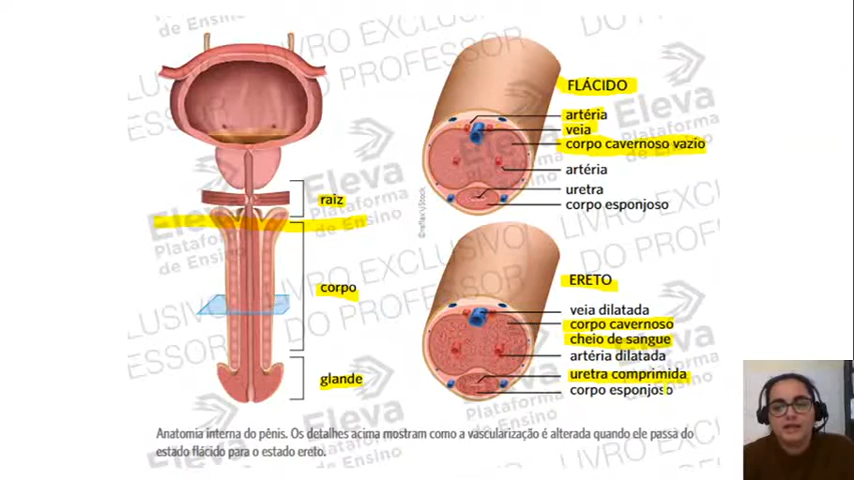 LIVRO EXCLUSIVO
DO PROFESSOR
Eleva
Plataforma
de Ensino
FLÁCIDO
artéria
veia
corpo cavernoso vazio
artéria
uretra
corpo esponjoso
raiz
corpo
glande
ERETO
veia dilatada
corpo cavernoso
cheio de sangue
artéria dilatada
uretra comprimida
corpo esponjoso
Anatomia interna do pênis. Os detalhes acima mostram como a vascularização é alterada quando ele passa do
estado flácido para o estado ereto.